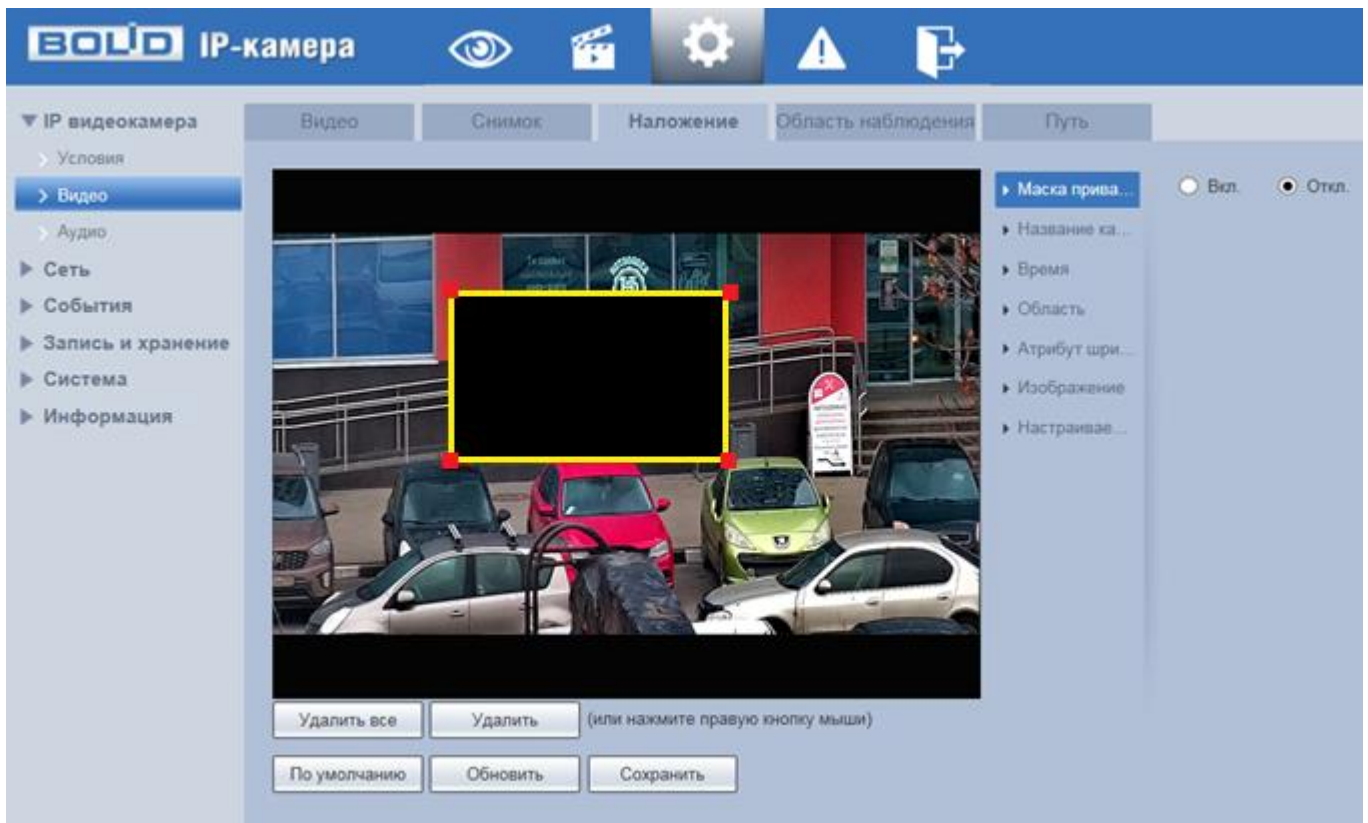 BOLID IP-камера
IP видеокамера
Условия
Видео
Аудио
Сеть
События
Запись и хранение
Система
Информация
Видео
Снимок
Наложение
Область наблюдения
Путь
Маска прива...
Название ка...
Время
Область
Атрибут шри...
Изображение
Настраивае...
Вкл.
Откл.
Удалить все
Удалить
(или нажмите правую кнопку мыши)
По умолчанию
Обновить
Сохранить